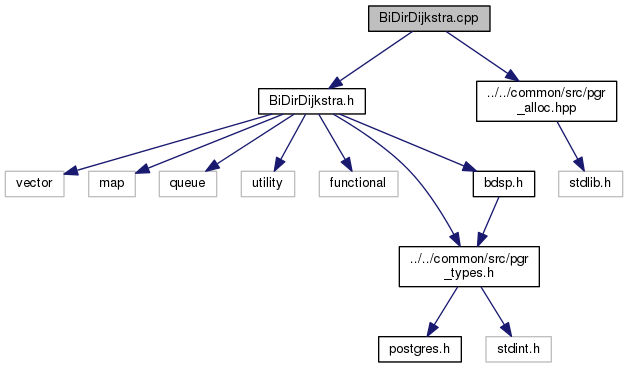 BiDirDijkstra.cpp
BiDirDijkstra.h
../../common/src/pgr
_alloc.hpp
vector
map
queue
utility
functional
bdsp.h
stdlib.h
../../common/src/pgr
_types.h
postgres.h
stdint.h